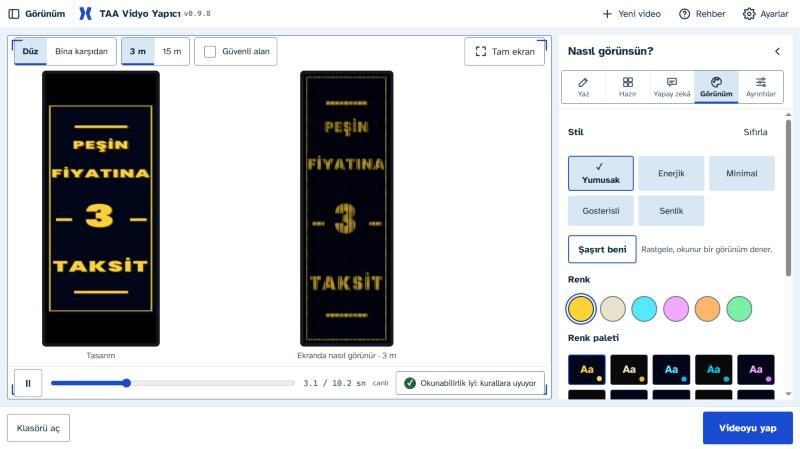 Görünüm
TAA Vidyo Yapıcı v0.9.8
Yeni video
Rehber
Ayarlar
Düz
Bina karşıdan
3 m
15 m
Güvenli alan
Tam ekran
PEŞİN
FİYATINA
– 3 –
TAKSİT
Tasarım
PEŞİN
FİYATINA
– 3 –
TAKSİT
Ekranda nasıl görünür · 3 m
3.1 / 10.2 sn canlı
Okunabilirlik iyi: kurallara uyuyor
Nasıl görünsün?
Yaz
Hazır
Yapay zekâ
Görünüm
Ayrıntılar
Stil
Sıfırla
✓ Yumusak
Enerjik
Minimal
Gosterisli
Senlik
Şaşırt beni
Rastgele, okunur bir görünüm dener.
Renk
Renk paleti
Aa
Aa
Aa
Aa
Aa
Klasörü aç
Videoyu yap